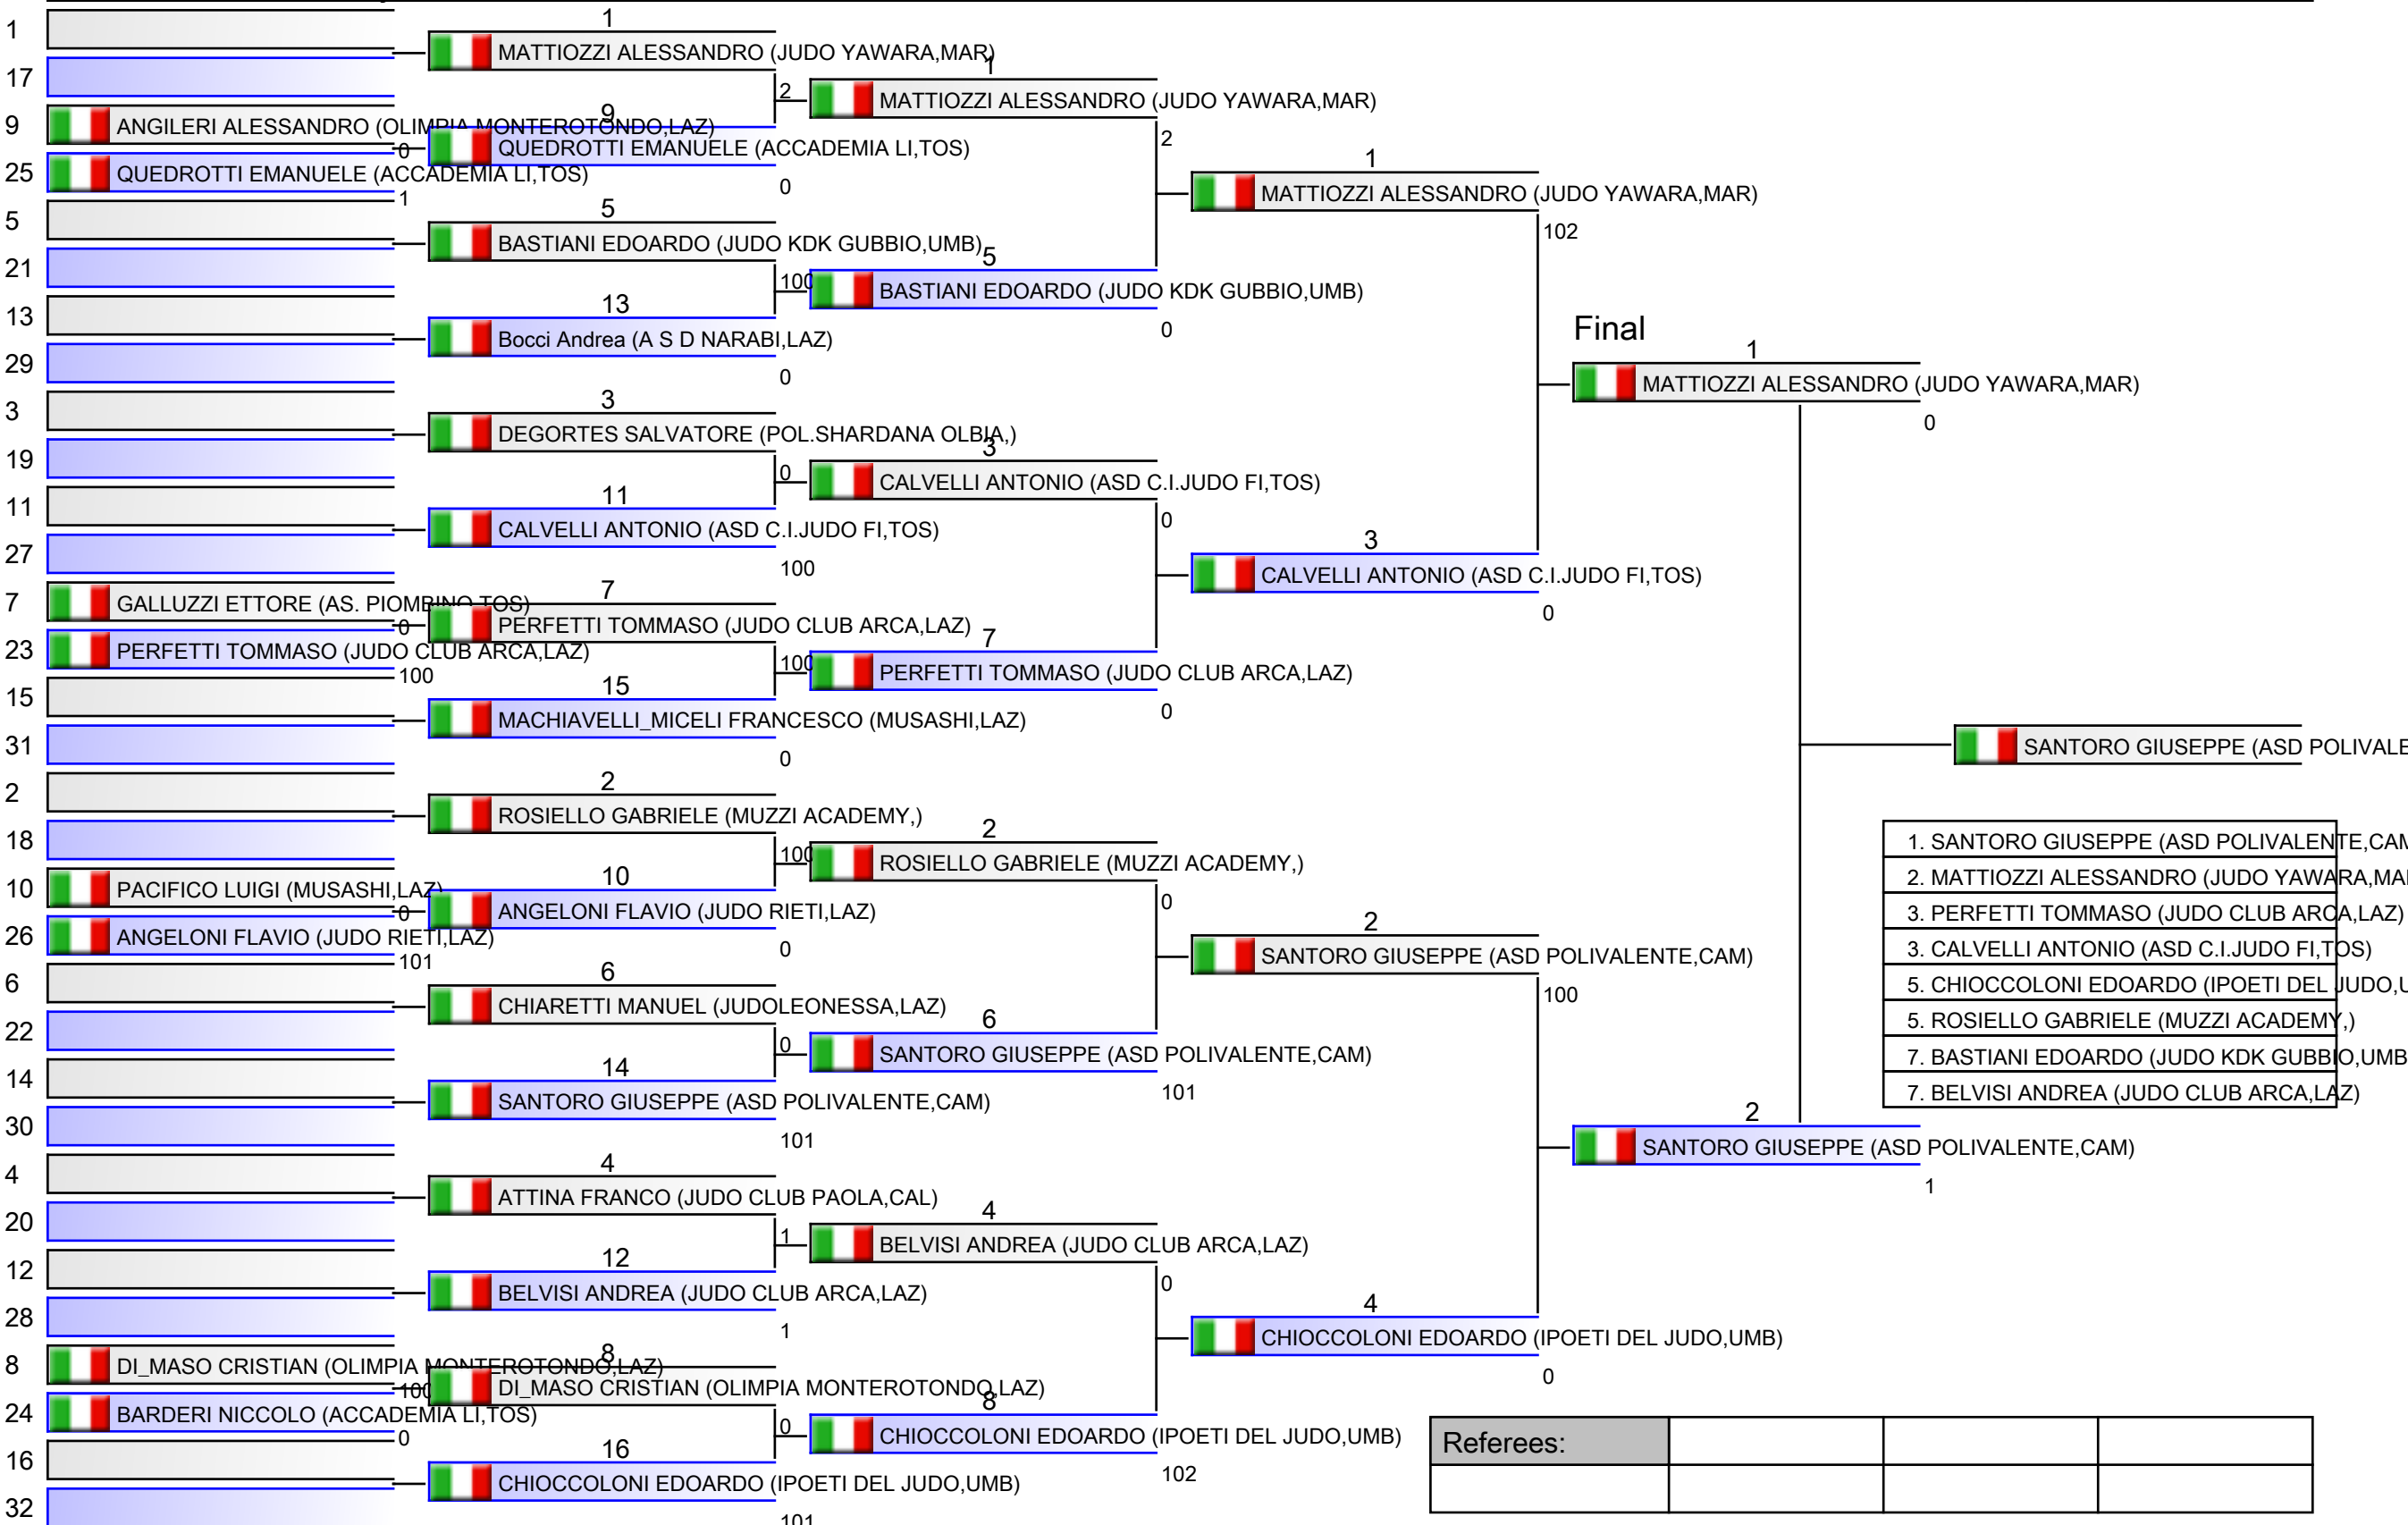 1
17
9 ANGILERI ALESSANDRO (OLIMPIA MONTEROTONDO,LAZ)
0
25 QUEDROTTI EMANUELE (ACCADEMIA LI,TOS)
1
5
21
13
29
3
19
11
27
7 GALLUZZI ETTORE (AS. PIOMBINO,TOS)
0
23 PERFETTI TOMMASO (JUDO CLUB ARCA,LAZ)
100
15
31
2
18
10 PACIFICO LUIGI (MUSASHI,LAZ)
0
26 ANGELONI FLAVIO (JUDO RIETI,LAZ)
101
6
22
14
30
4
20
12
28
8 DI_MASO CRISTIAN (OLIMPIA MONTEROTONDO,LAZ)
100
24 BARDERI NICCOLO (ACCADEMIA LI,TOS)
0
16
32
1
MATTIOZZI ALESSANDRO (JUDO YAWARA,MAR)
2
9
QUEDROTTI EMANUELE (ACCADEMIA LI,TOS)
0
5
BASTIANI EDOARDO (JUDO KDK GUBBIO,UMB)
100
13
Bocci Andrea (A S D NARABI,LAZ)
0
3
DEGORTES SALVATORE (POL.SHARDANA OLBIA,)
0
11
CALVELLI ANTONIO (ASD C.I.JUDO FI,TOS)
100
7
PERFETTI TOMMASO (JUDO CLUB ARCA,LAZ)
100
15
MACHIAVELLI_MICELI FRANCESCO (MUSASHI,LAZ)
0
2
ROSIELLO GABRIELE (MUZZI ACADEMY,)
100
10
ANGELONI FLAVIO (JUDO RIETI,LAZ)
0
6
CHIARETTI MANUEL (JUDOLEONESSA,LAZ)
0
14
SANTORO GIUSEPPE (ASD POLIVALENTE,CAM)
101
4
ATTINA FRANCO (JUDO CLUB PAOLA,CAL)
1
12
BELVISI ANDREA (JUDO CLUB ARCA,LAZ)
1
8
DI_MASO CRISTIAN (OLIMPIA MONTEROTONDO,LAZ)
0
16
CHIOCCOLONI EDOARDO (IPOETI DEL JUDO,UMB)
101
1
MATTIOZZI ALESSANDRO (JUDO YAWARA,MAR)
2
5
BASTIANI EDOARDO (JUDO KDK GUBBIO,UMB)
0
3
CALVELLI ANTONIO (ASD C.I.JUDO FI,TOS)
0
7
PERFETTI TOMMASO (JUDO CLUB ARCA,LAZ)
0
2
ROSIELLO GABRIELE (MUZZI ACADEMY,)
0
6
SANTORO GIUSEPPE (ASD POLIVALENTE,CAM)
101
4
BELVISI ANDREA (JUDO CLUB ARCA,LAZ)
0
8
CHIOCCOLONI EDOARDO (IPOETI DEL JUDO,UMB)
102
1
MATTIOZZI ALESSANDRO (JUDO YAWARA,MAR)
102
3
CALVELLI ANTONIO (ASD C.I.JUDO FI,TOS)
0
2
SANTORO GIUSEPPE (ASD POLIVALENTE,CAM)
100
4
CHIOCCOLONI EDOARDO (IPOETI DEL JUDO,UMB)
0
Final
1
MATTIOZZI ALESSANDRO (JUDO YAWARA,MAR)
0
2
SANTORO GIUSEPPE (ASD POLIVALENTE,CAM)
1
SANTORO GIUSEPPE (ASD POLIVALE
1. SANTORO GIUSEPPE (ASD POLIVALENTE,CAM
2. MATTIOZZI ALESSANDRO (JUDO YAWARA,MA
3. PERFETTI TOMMASO (JUDO CLUB ARCA,LAZ)
3. CALVELLI ANTONIO (ASD C.I.JUDO FI,TOS)
5. CHIOCCOLONI EDOARDO (IPOETI DEL JUDO,U
5. ROSIELLO GABRIELE (MUZZI ACADEMY,)
7. BASTIANI EDOARDO (JUDO KDK GUBBIO,UMB
7. BELVISI ANDREA (JUDO CLUB ARCA,LAZ)
Referees: